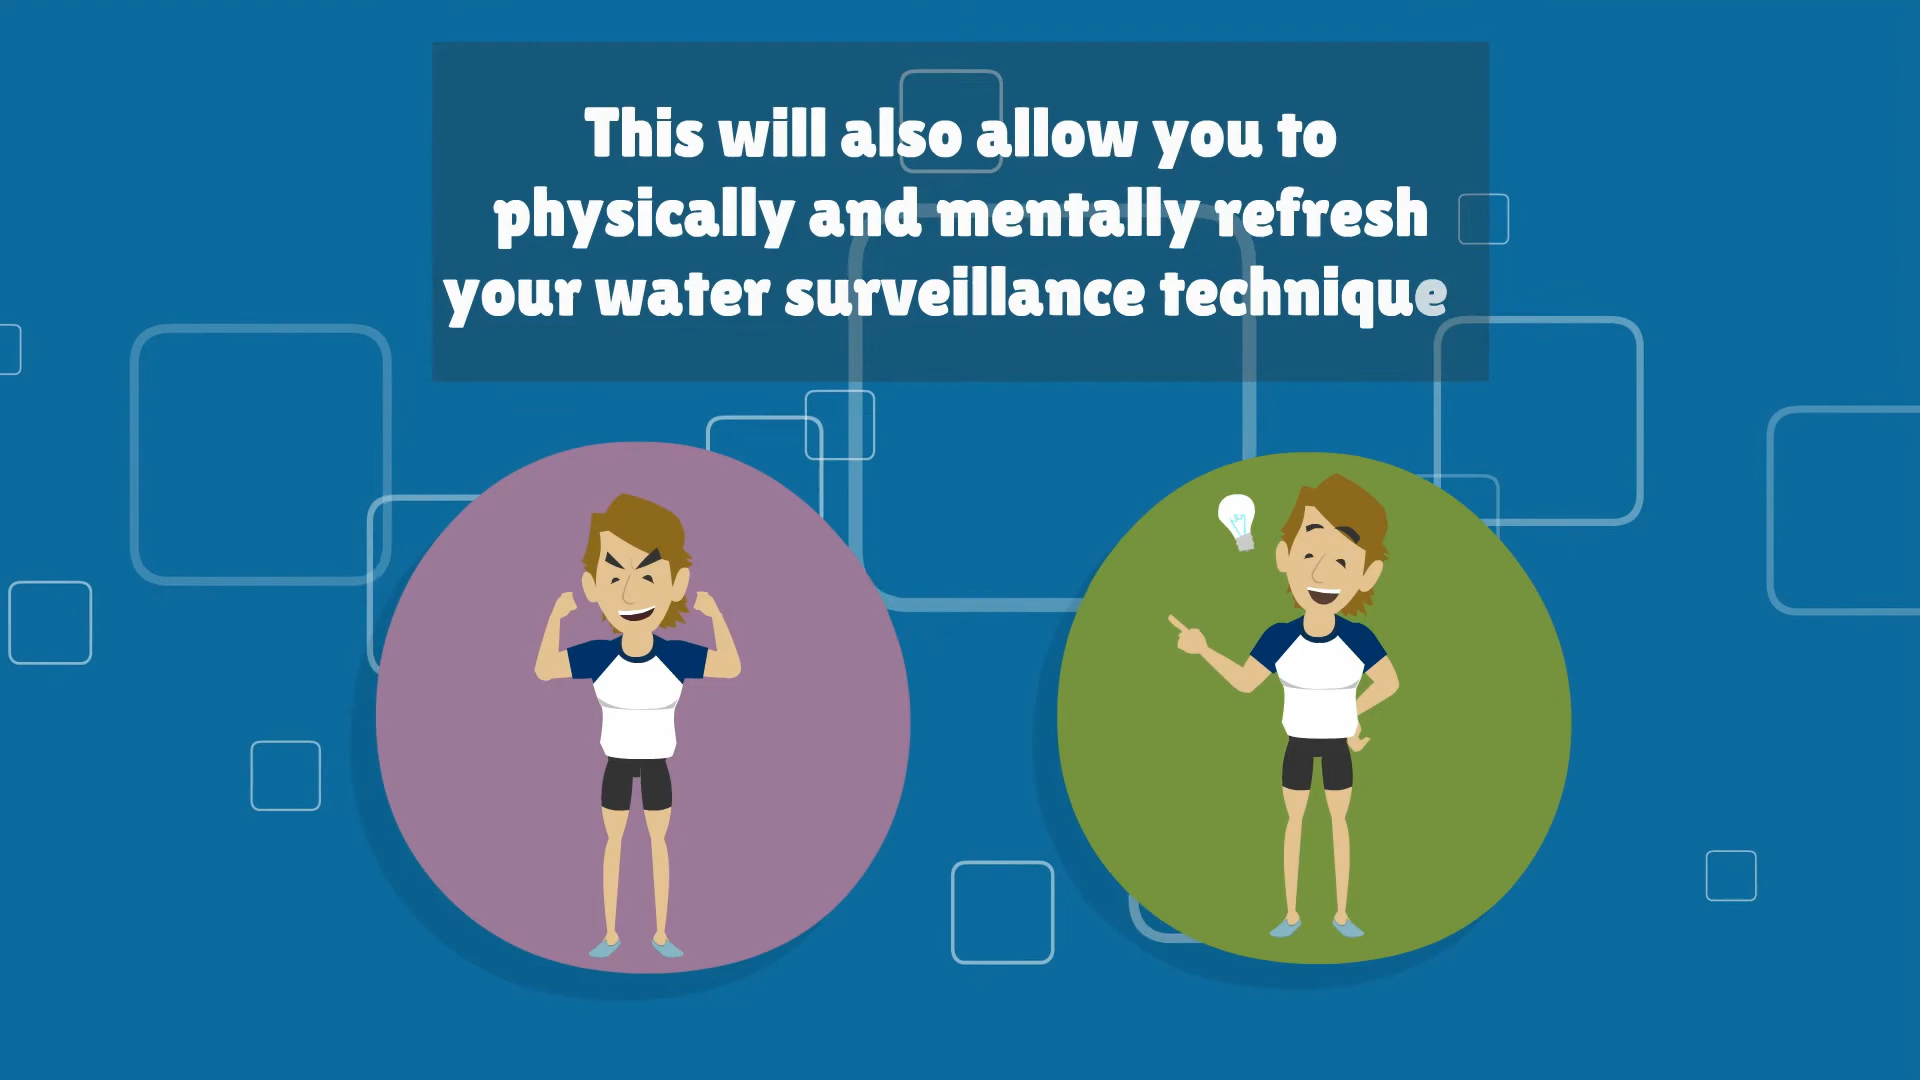 This will also allow you to
physically and mentally refresh
your water surveillance technique